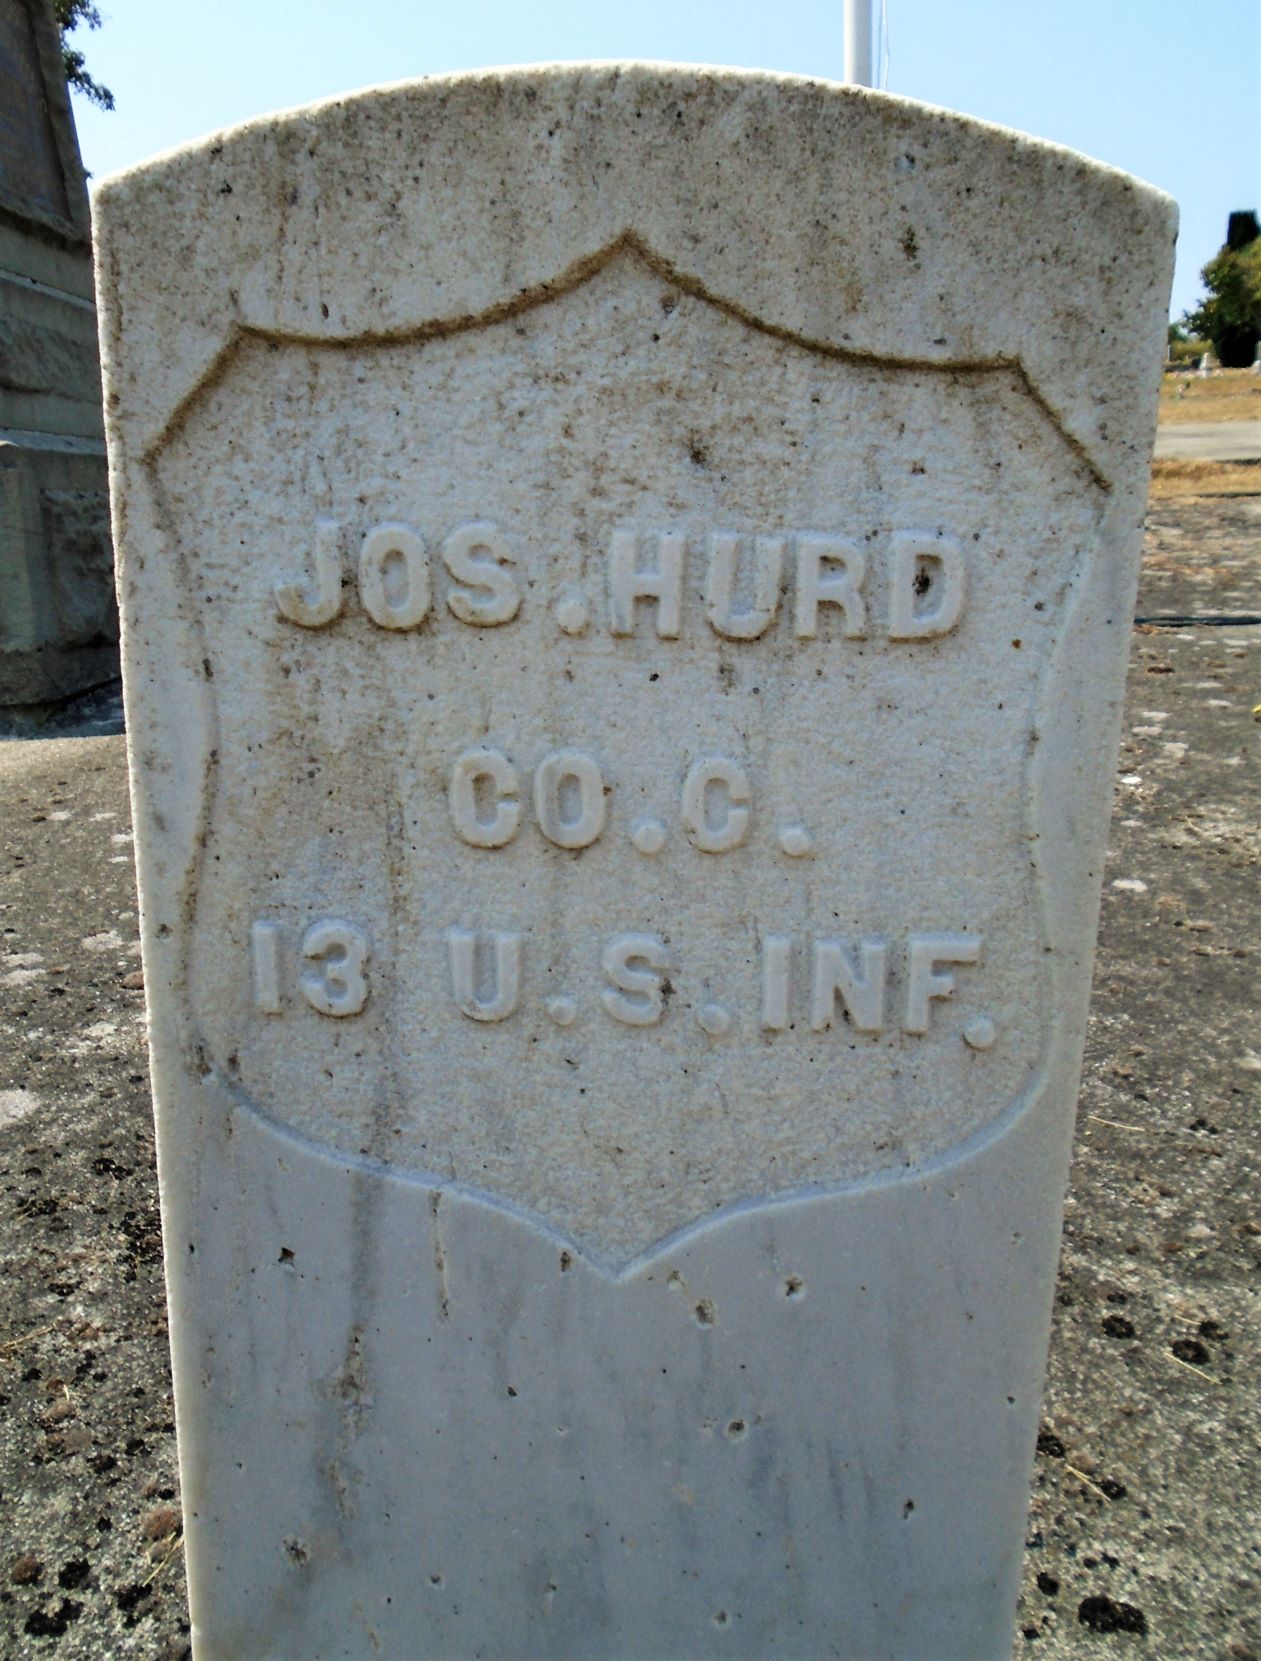 JOS. HURD
CO. C.
13 U.S. INF.